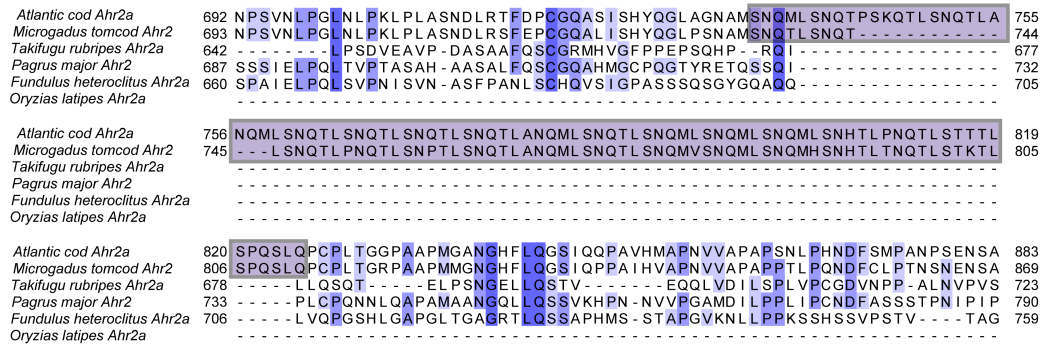 Atlantic cod Ahr2a 692 NPSVNLPGLNLPKLPLASNDLRTFDPCGQASISHYQGLAGNAMSNQMLSNQTPSKQTLSNQTLA 755
Microgadus tomcod Ahr2 693 NPSVNLPGLNLPKLPLASNDLRSFEPCGQALISHYQGLPSNAMSNQTLSNQT------------ 744
Takifugu rubripes Ahr2a 642 --------LPSDVEAVP-DASAAFQSCGRMHVGFPPEPSQHP--RQI----------------- 677
Pagrus major Ahr2 687 SSSIELPQLTVPTASAH-AASALFQSCGQAHMGCPQGTYRETQSSQI----------------- 732
Fundulus heteroclitus Ahr2a 660 SPAIELPQLSVPNISVN-ASFPANLSCHQVSIGPASSSQSGYGQAQQ----------------- 705
Oryzias latipes Ahr2a ----------------------------------------------------------------
Atlantic cod Ahr2a 756 NQMLSNQTLSNQTLSNQTLSNQTLANQMLSNQTLSNQMLSNQMLSNQMLSNHTLPNQTLSTTTL 819
Microgadus tomcod Ahr2 745 ---LSNQTLPNQTLSNPTLSNQTLSNQMLSNQTLSNQMVSNQMLSNQMHSNHTLTNQTLSTKTL 805
Takifugu rubripes Ahr2a ----------------------------------------------------------------
Pagrus major Ahr2 ----------------------------------------------------------------
Fundulus heteroclitus Ahr2a ----------------------------------------------------------------
Oryzias latipes Ahr2a ----------------------------------------------------------------
Atlantic cod Ahr2a 820 SPQSLQPCPLTGGPAAPMGANGHFLQGSIQQPAVHMAPNVVAPAPSNLPHNDFSMPANPSENSA 883
Microgadus tomcod Ahr2 806 SPQSLQPCPLTGRPAAPMMGNGHFLQGSIQPPAIHVAPNVVAPAPPTLPQNDFCLPTNSNENSA 869
Takifugu rubripes Ahr2a 678 -----LLQSQT-----ELPSNGELLQSTV-------EQQLVDILSPLVPCGDVNPP-ALNVPVS 723
Pagrus major Ahr2 733 -----PLCPQNNLQAPAMAANGQLLQSSVKHPN-NVVPGAMDILPPLIPCNDFASSSTPNIPIP 790
Fundulus heteroclitus Ahr2a 706 -----LVQPGSHLGAPGLTGAGRTLQSSAPHMS-STAPGVKNLLPPKSSHSSVPSTV----TAG 759
Oryzias latipes Ahr2a ----------------------------------------------------------------